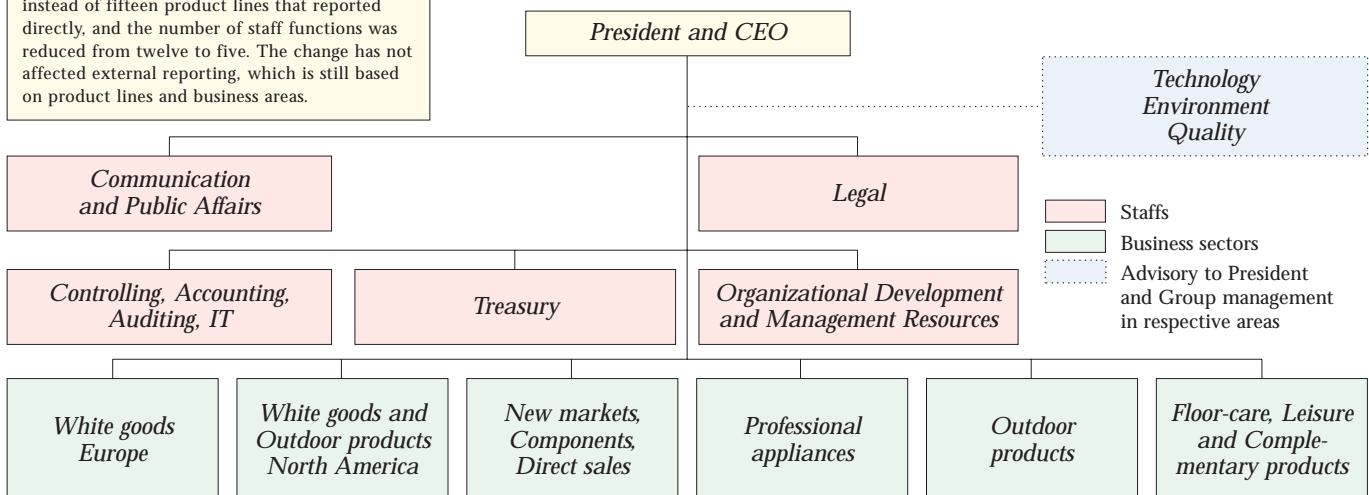 instead of fifteen product lines that reported
directly, and the number of staff functions was
reduced from twelve to five. The change has not
affected external reporting, which is still based
on product lines and business areas.
President and CEO
Technology
Environment
Quality
Communication
and Public Affairs
Legal
Staffs
Business sectors
Advisory to President
and Group management
in respective areas
Controlling, Accounting,
Auditing, IT
Treasury
Organizational Development
and Management Resources
White goods
Europe
White goods and
Outdoor products
North America
New markets,
Components,
Direct sales
Professional
appliances
Outdoor
products
Floor-care, Leisure
and Comple-
mentary products